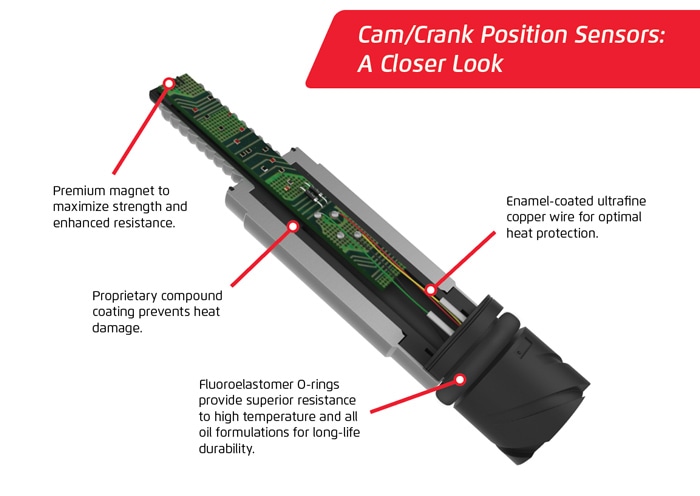 Cam/Crank Position Sensors:
A Closer Look
Premium magnet to
maximize strength and
enhanced resistance.
Enamel-coated ultrafine
copper wire for optimal
heat protection.
Proprietary compound
coating prevents heat
damage.
Fluoroelastomer O-rings
provide superior resistance
to high temperature and all
oil formulations for long-life
durability.